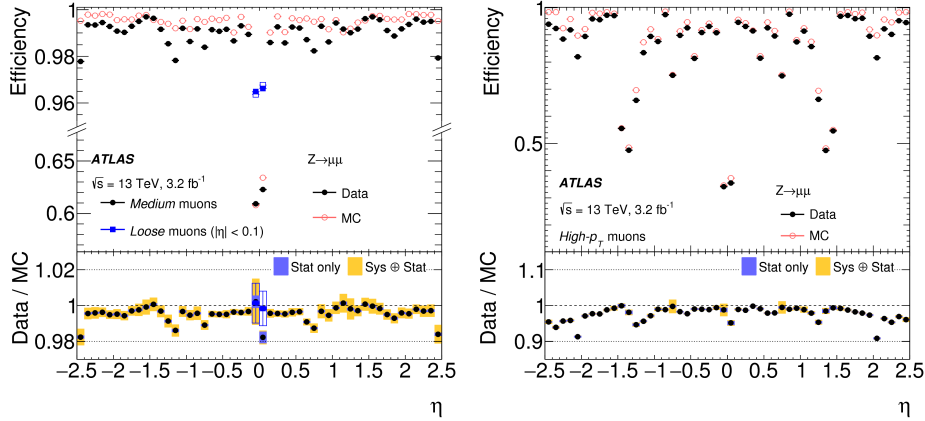 Efficiency
1
0.98
0.96
0.65
0.6
ATLAS
√s = 13 TeV, 3.2 fb⁻¹
Medium muons
Loose muons (|η| < 0.1)
Z→μμ
Data
MC
Data / MC
1.02
1
0.98
Stat only
Sys ⊕ Stat
−2.5 −2 −1.5 −1 −0.5 0 0.5 1 1.5 2 2.5
η
Efficiency
1
0.5
ATLAS
√s = 13 TeV, 3.2 fb⁻¹
High-p_T muons
Z→μμ
Data
MC
Data / MC
1.1
1
0.9
Stat only
Sys ⊕ Stat
−2.5 −2 −1.5 −1 −0.5 0 0.5 1 1.5 2 2.5
η